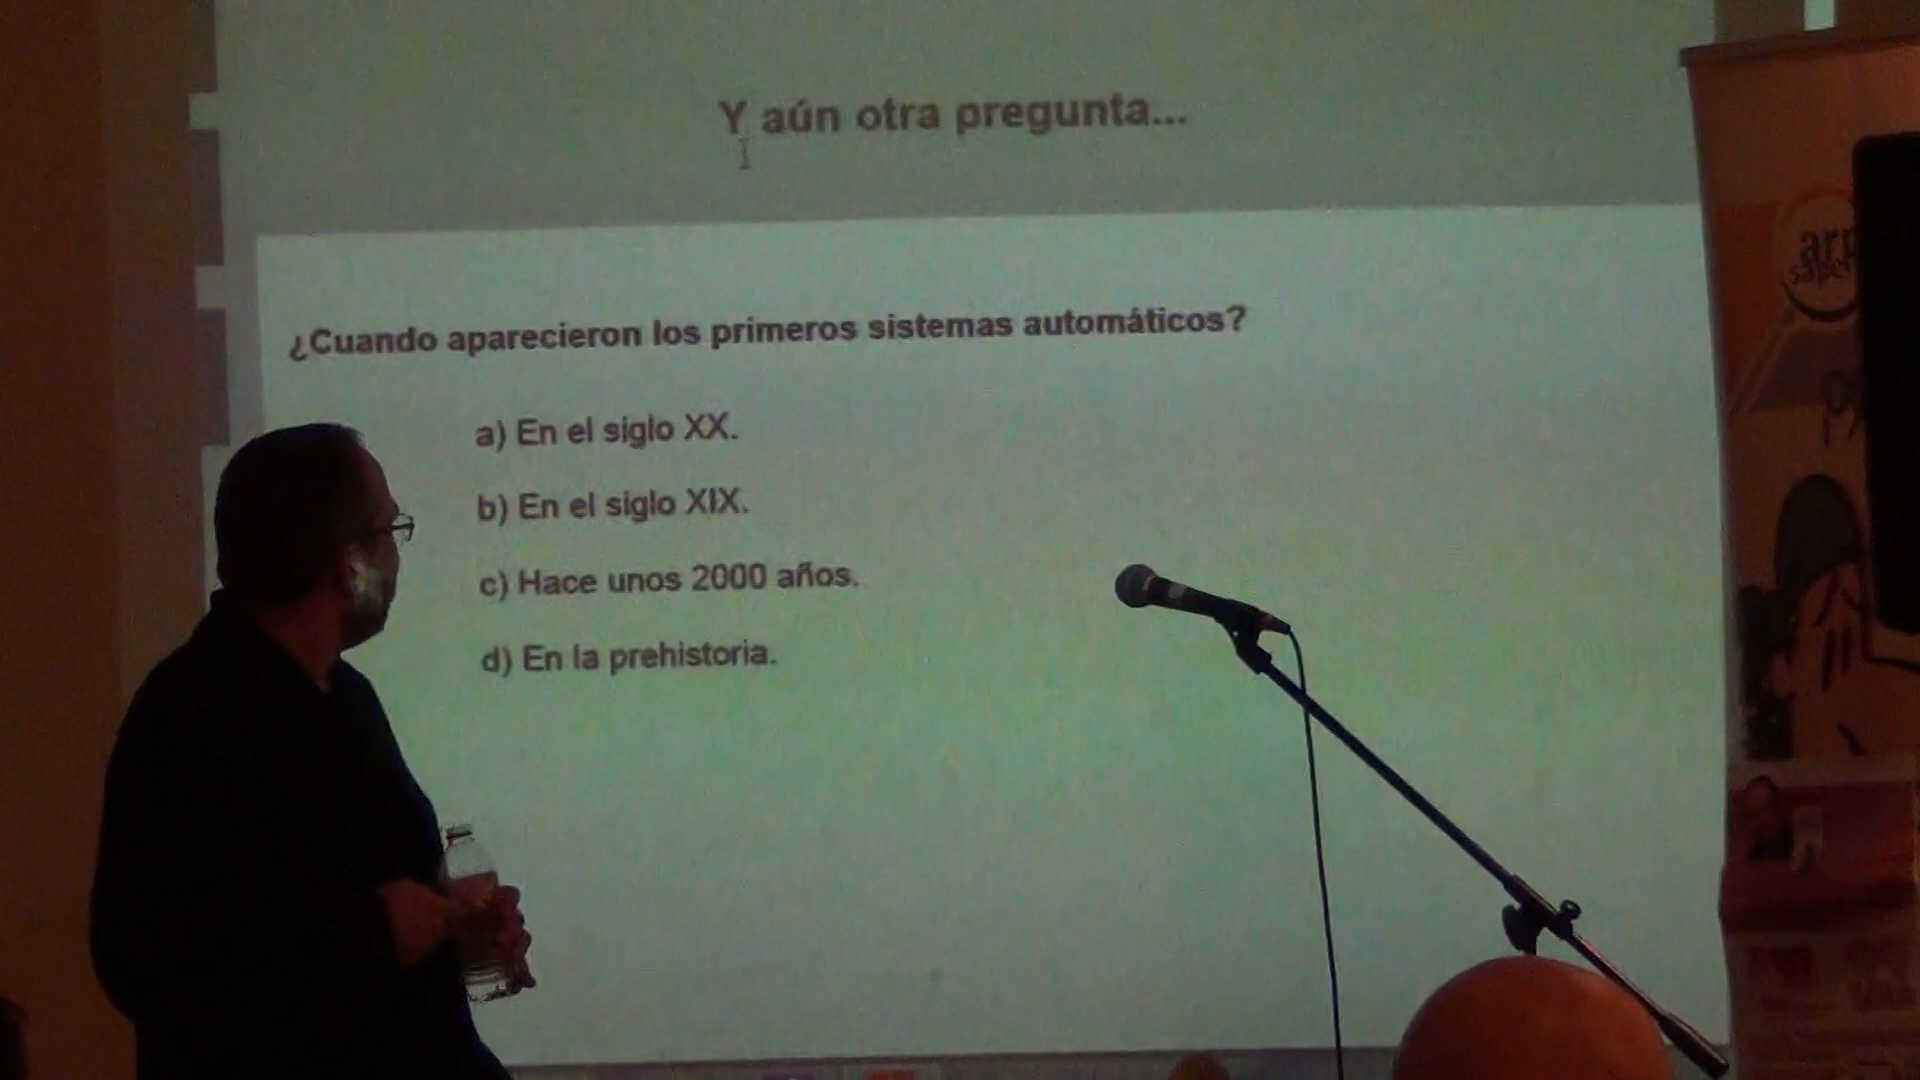 Y aún otra pregunta...
¿Cuando aparecieron los primeros sistemas automáticos?
a) En el siglo XX.
b) En el siglo XIX.
c) Hace unos 2000 años.
d) En la prehistoria.